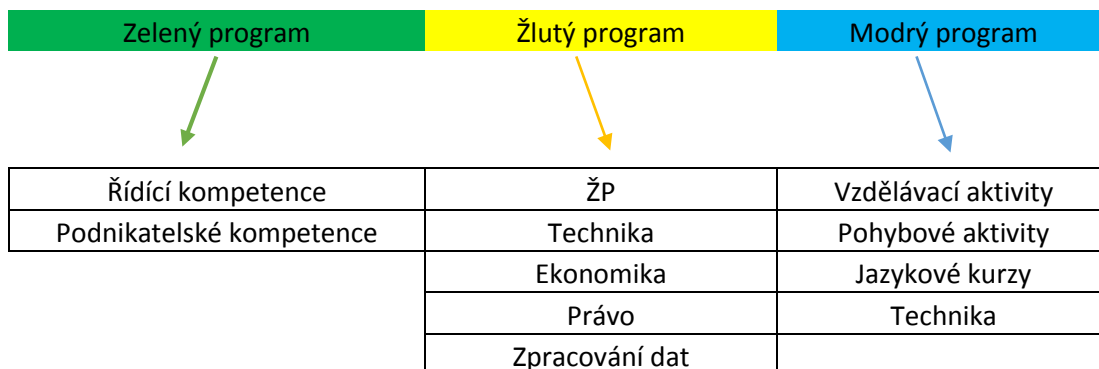 Zelený program Žlutý program Modrý program
Řídící kompetence ŽP Vzdělávací aktivity
Podnikatelské kompetence Technika Pohybové aktivity
Ekonomika Jazykové kurzy
Právo Technika
Zpracování dat